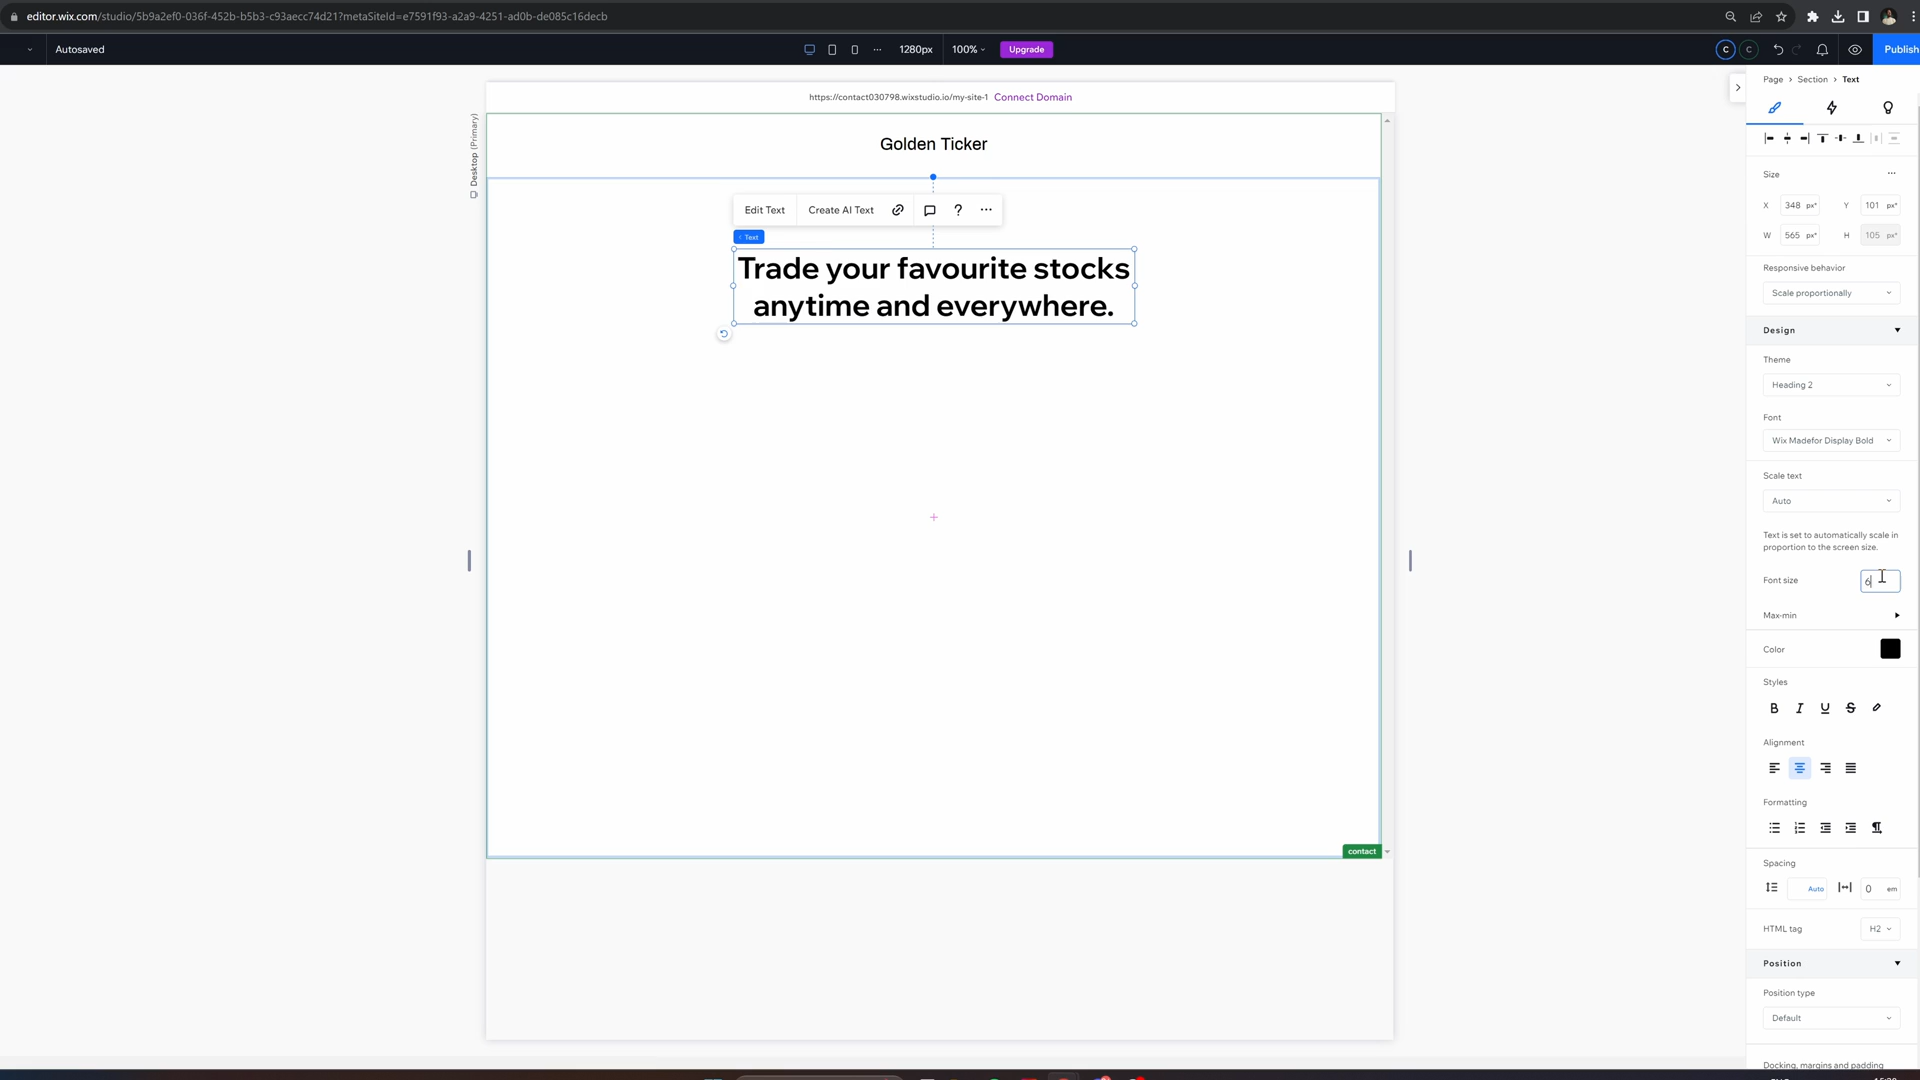 editor.wix.com/studio/5b9a2ef0-036f-452b-b5b3-c93aecc74d21?metaSiteId=e7591f93-a2a9-4251-ad0b-de085c16decb
Autosaved
1280px
100%
Upgrade
C
C
Publish
https://contact030798.wixstudio.io/my-site-1 Connect Domain
Desktop (Primary)
Golden Ticker
Edit Text
Create AI Text
?
Text
Trade your favourite stocks
anytime and everywhere.
contact
Page > Section > Text
Size
X 348 px* Y 101 px*
W 565 px* H 105 px*
Responsive behavior
Scale proportionally
Design
Theme
Heading 2
Font
Wix Madefor Display Bold
Scale text
Auto
Text is set to automatically scale in
proportion to the screen size.
Font size 6
Max-min
Color
Styles
B I U S
Alignment
Formatting
Spacing
Auto 0 em
HTML tag H2
Position
Position type
Default
Docking, margins and padding